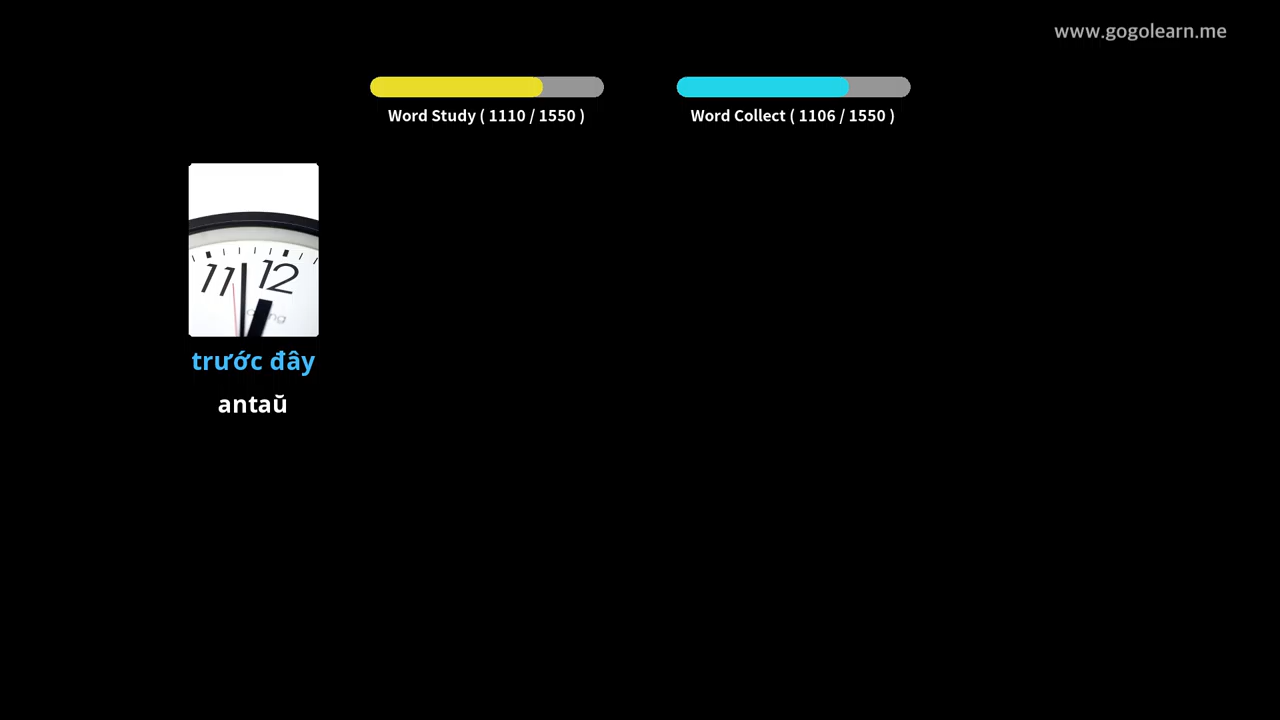 www.gogolearn.me
Word Study ( 1110 / 1550 )
Word Collect ( 1106 / 1550 )
11 12
trước đây
antaŭ